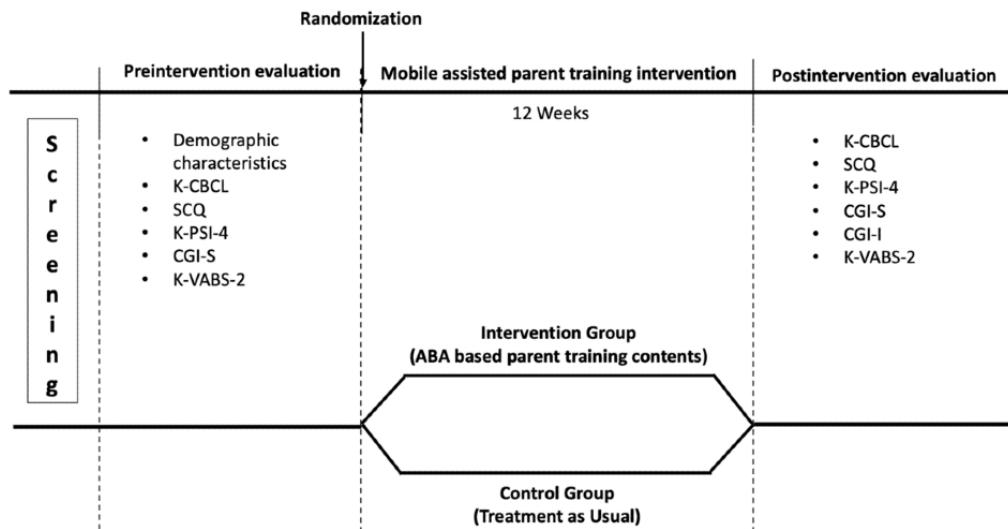 Randomization
Preintervention evaluation
Mobile assisted parent training intervention
Postintervention evaluation
12 Weeks
Screening
• Demographic
characteristics
• K-CBCL
• SCQ
• K-PSI-4
• CGI-S
• K-VABS-2
• K-CBCL
• SCQ
• K-PSI-4
• CGI-S
• CGI-I
• K-VABS-2
Intervention Group
(ABA based parent training contents)
Control Group
(Treatment as Usual)